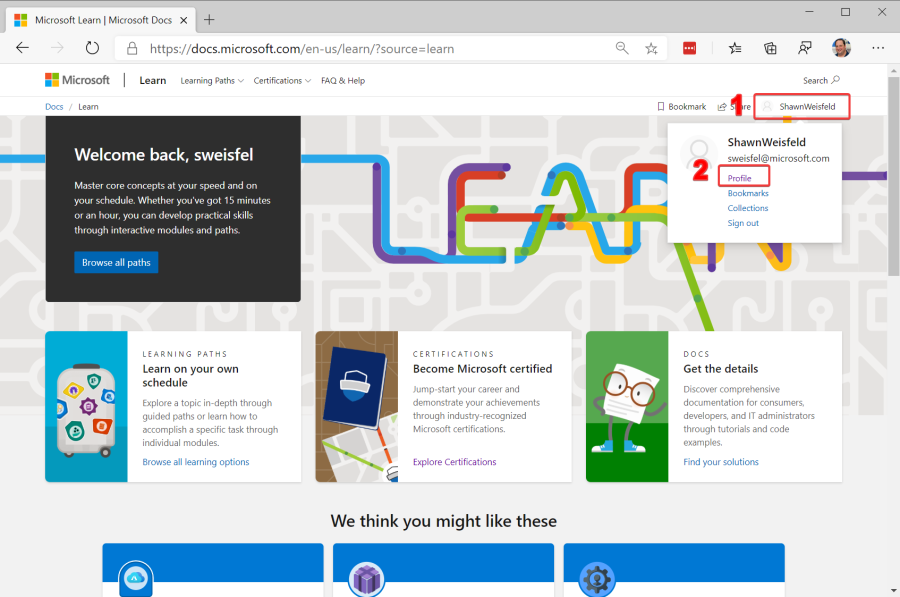 Microsoft Learn | Microsoft Docs
https://docs.microsoft.com/en-us/learn/?source=learn
Microsoft | Learn Learning Paths Certifications FAQ & Help Search
Docs / Learn Bookmark Share 1 ShawnWeisfeld
Welcome back, sweisfel
Master core concepts at your speed and on
your schedule. Whether you've got 15 minutes
or an hour, you can develop practical skills
through interactive modules and paths.
Browse all paths
LEARN
ShawnWeisfeld
sweisfel@microsoft.com
2 Profile
Bookmarks
Collections
Sign out
LEARNING PATHS
Learn on your own
schedule
Explore a topic in-depth through
guided paths or learn how to
accomplish a specific task through
individual modules.
Browse all learning options
CERTIFICATIONS
Become Microsoft certified
Jump-start your career and
demonstrate your achievements
through industry-recognized
Microsoft certifications.
Explore Certifications
DOCS
Get the details
Discover comprehensive
documentation for consumers,
developers, and IT administrators
through tutorials and code
examples.
Find your solutions
We think you might like these